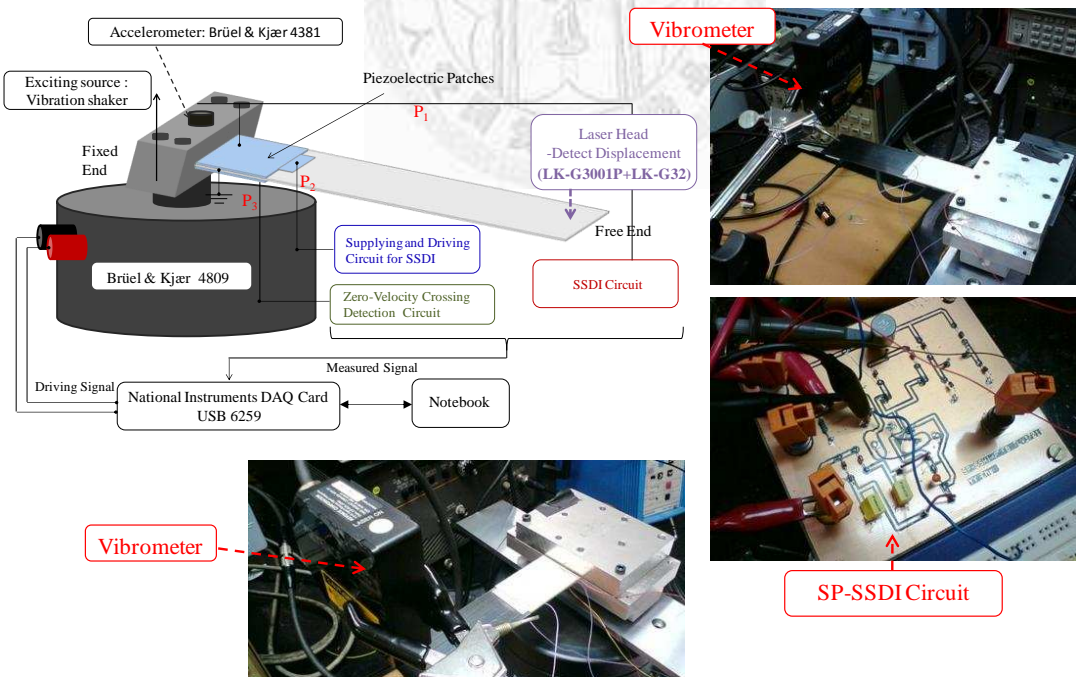 Accelerometer: Brüel & Kjær 4381
Exciting source :
Vibration shaker
Piezoelectric Patches
P1
Fixed
End
Laser Head
-Detect Displacement
(LK-G3001P+LK-G32)
P2
P3
Free End
Supplying and Driving
Circuit for SSDI
Brüel & Kjær 4809
SSDI Circuit
Zero-Velocity Crossing
Detection Circuit
Measured Signal
Driving Signal
National Instruments DAQ Card
USB 6259
Notebook
Vibrometer
SP-SSDI Circuit
Vibrometer
LASER ON